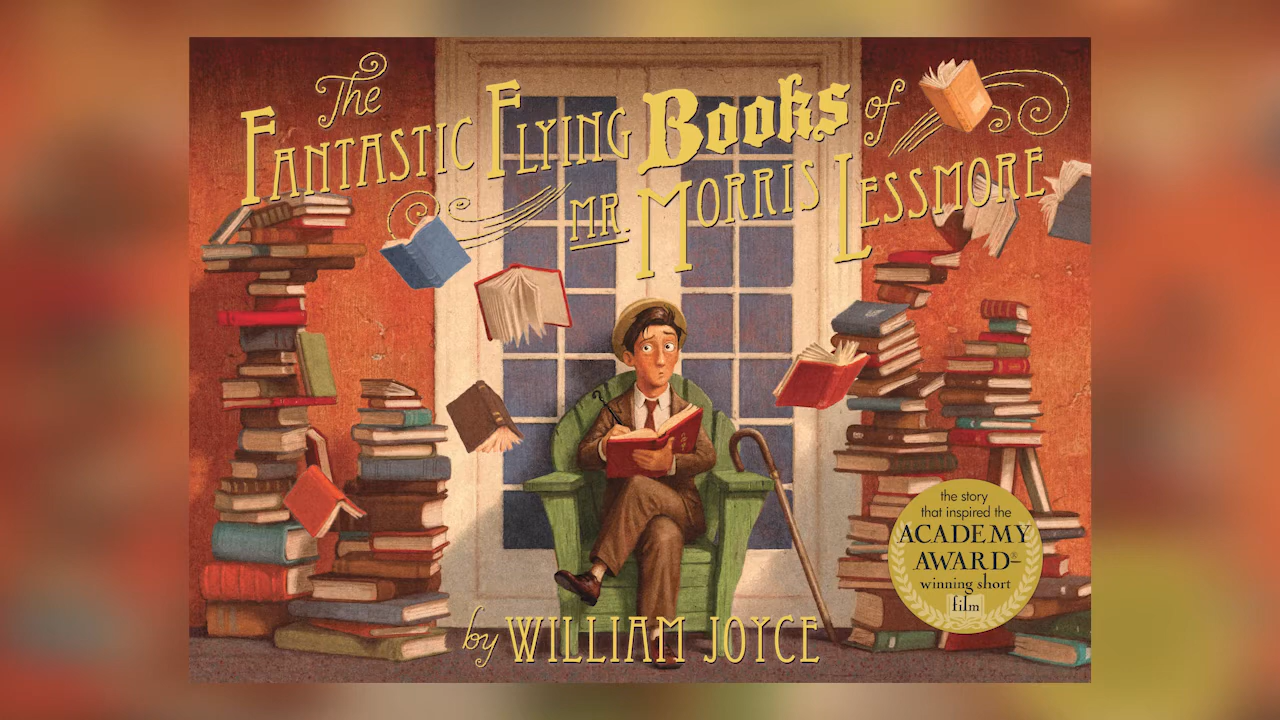 The
FANTASTIC FLYING Books of
MR MORRIS LESSMORE
the story
that inspired the
ACADEMY
AWARD®–
winning short
film
by WILLIAM JOYCE